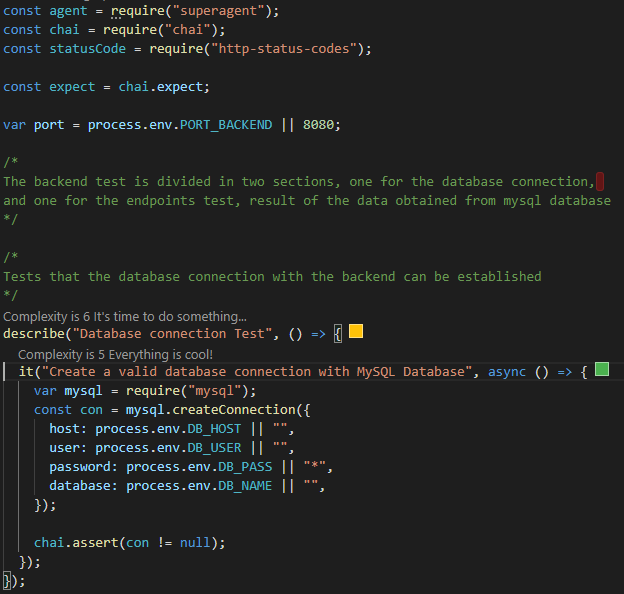 const agent = require("superagent");
const chai = require("chai");
const statusCode = require("http-status-codes");

const expect = chai.expect;

var port = process.env.PORT_BACKEND || 8080;

/*
The backend test is divided in two sections, one for the database connection,
and one for the endpoints test, result of the data obtained from mysql database
*/

/*
Tests that the database connection with the backend can be established
*/
Complexity is 6 It's time to do something...
describe("Database connection Test", () => {
  Complexity is 5 Everything is cool!
  it("Create a valid database connection with MySQL Database", async () => {
    var mysql = require("mysql");
    const con = mysql.createConnection({
      host: process.env.DB_HOST || "",
      user: process.env.DB_USER || "",
      password: process.env.DB_PASS || "*",
      database: process.env.DB_NAME || "",
    });

    chai.assert(con != null);
  });
});